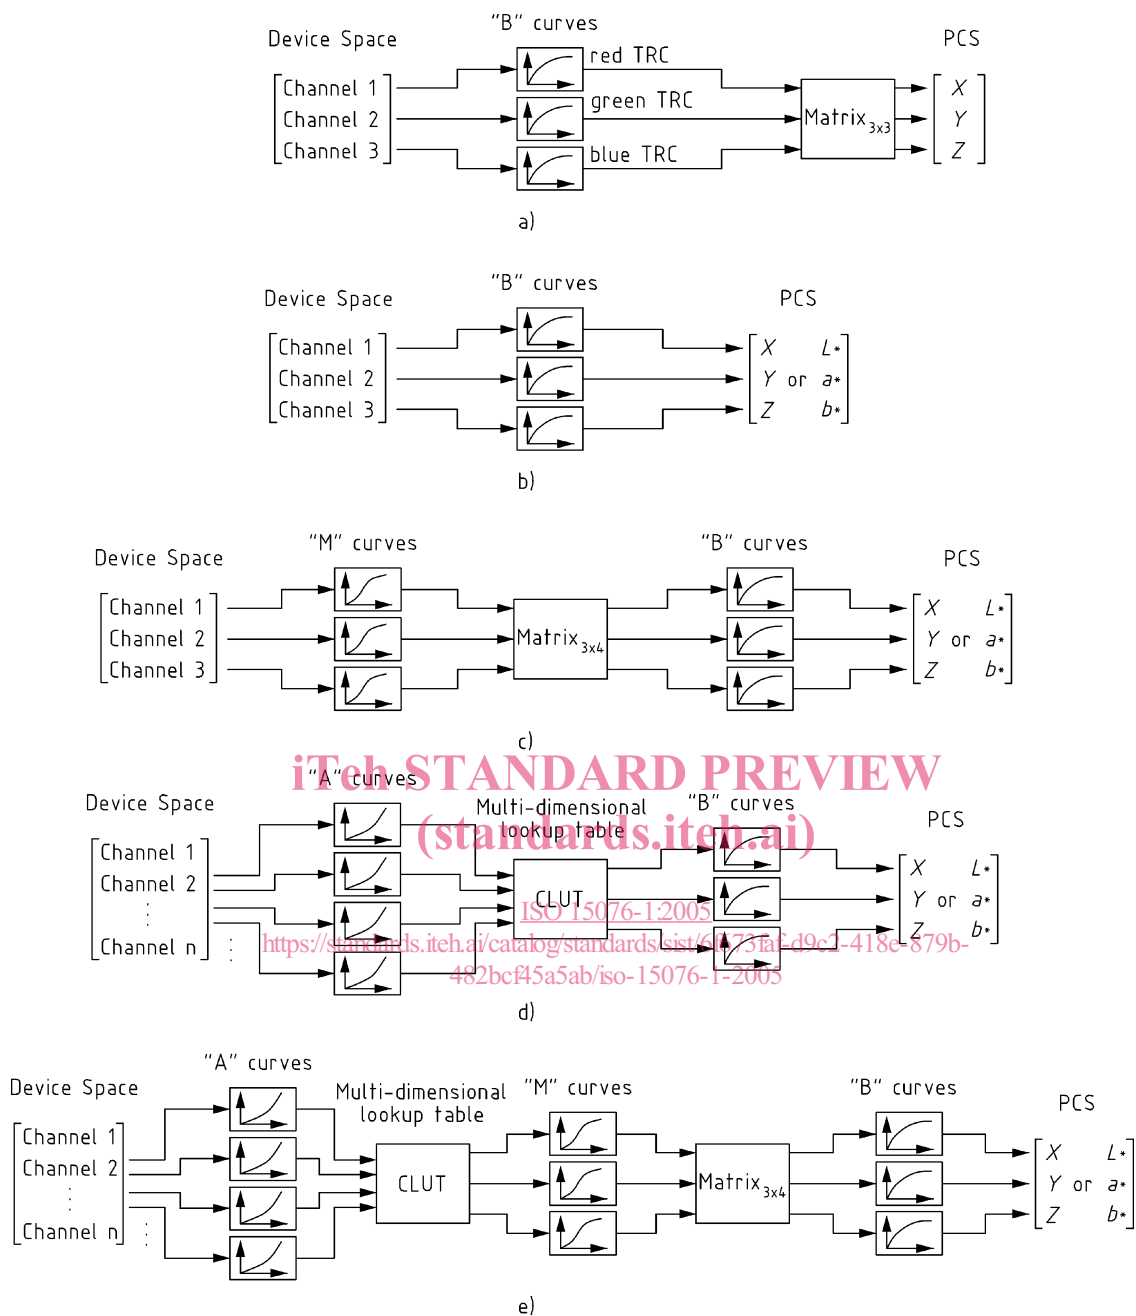 "B" curves
Device Space
PCS
red TRC
Channel 1
X
green TRC
Channel 2
Matrix3x3
Y
Channel 3
blue TRC
Z
a)
"B" curves
Device Space
PCS
Channel 1
X L*
Channel 2
Y or a*
Channel 3
Z b*
b)
"M" curves
"B" curves
Device Space
PCS
Channel 1
X L*
Channel 2
Matrix3x4
Y or a*
Channel 3
Z b*
c)
iTeh STANDARD PREVIEW
"A" curves
Device Space
Multi-dimensional
lookup table
"B" curves
PCS
(standards.iteh.ai)
Channel 1
X L*
Channel 2
CLUT
Y or a*
ISO 15076-1:2005
Z b*
Channel n
https://standards.iteh.ai/catalog/standards/sist/6f673faf-d9c2-418e-879b-
482bcf45a5ab/iso-15076-1-2005
d)
"A" curves
Device Space
Multi-dimensional
lookup table
"M" curves
"B" curves
PCS
Channel 1
X L*
Channel 2
CLUT
Matrix3x4
Y or a*
Channel n
Z b*
e)